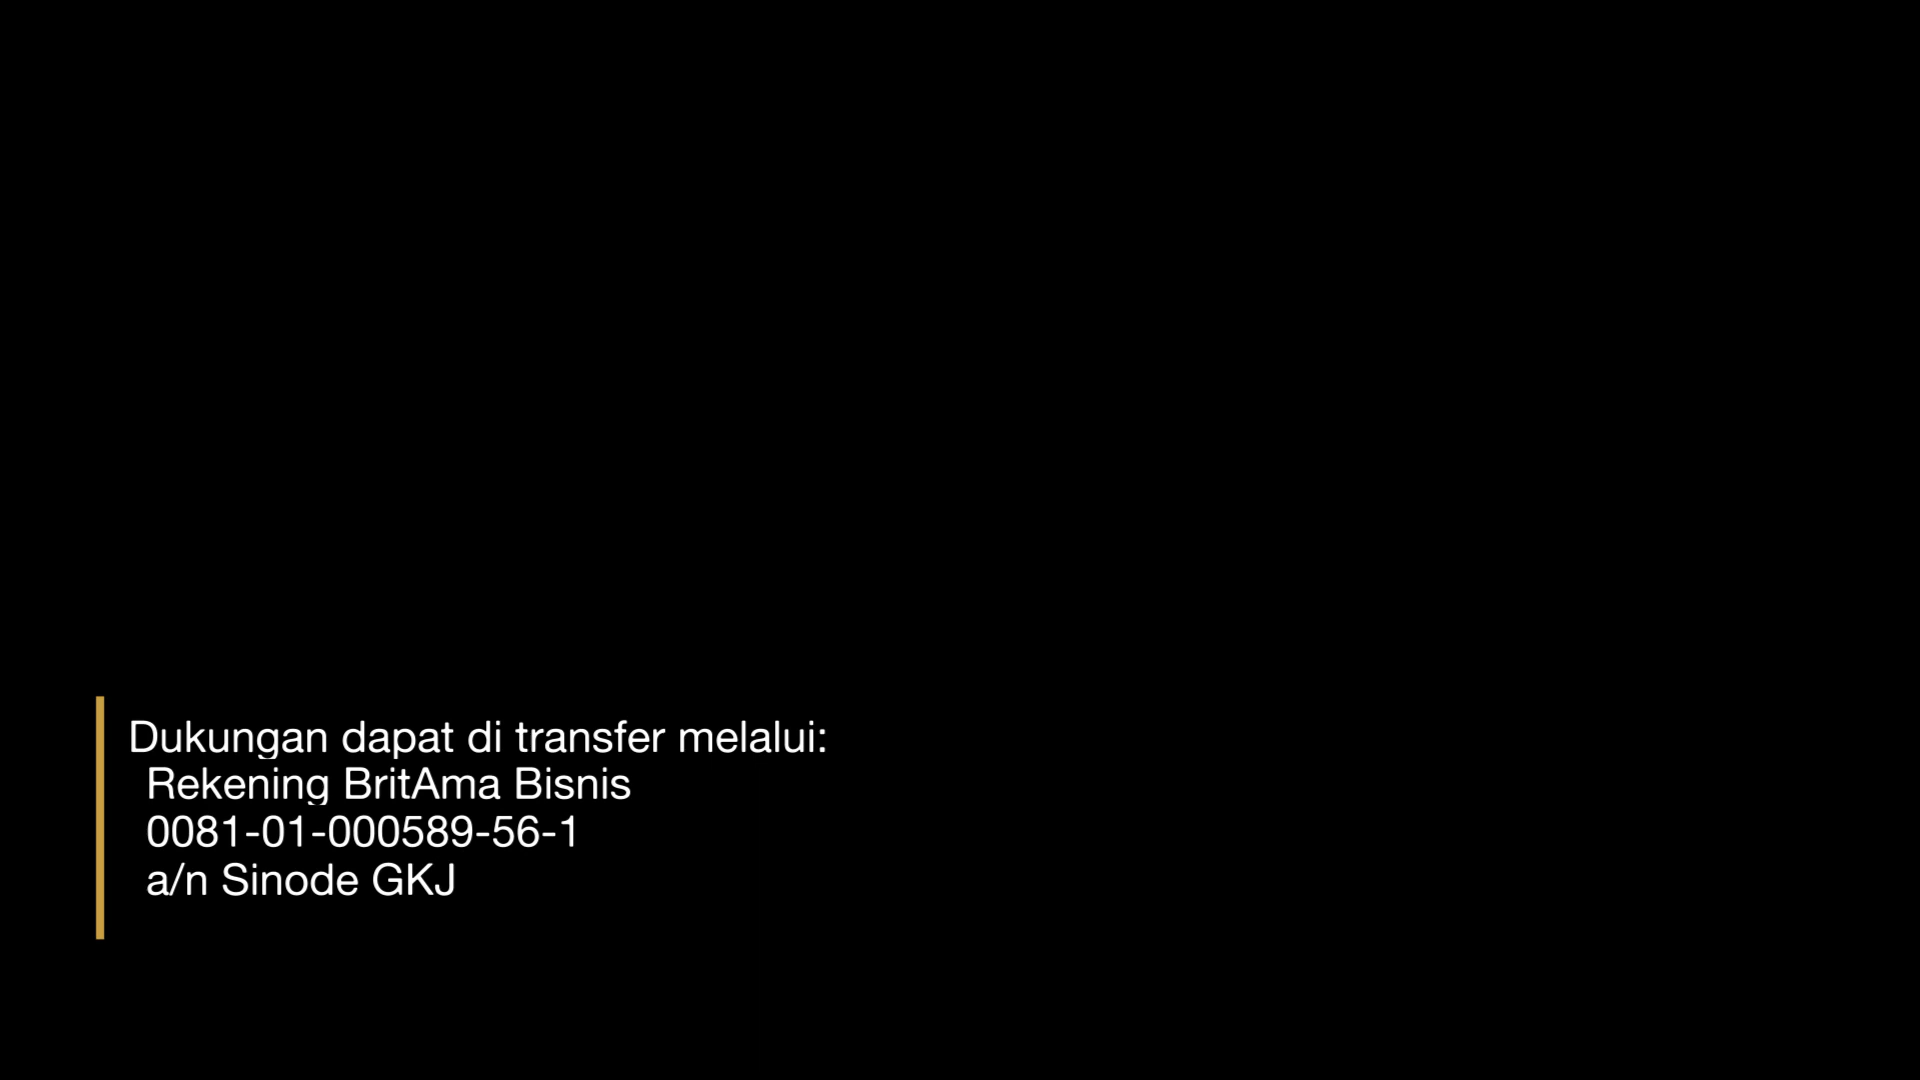 Dukungan dapat di transfer melalui:
Rekening BritAma Bisnis
0081-01-000589-56-1
a/n Sinode GKJ